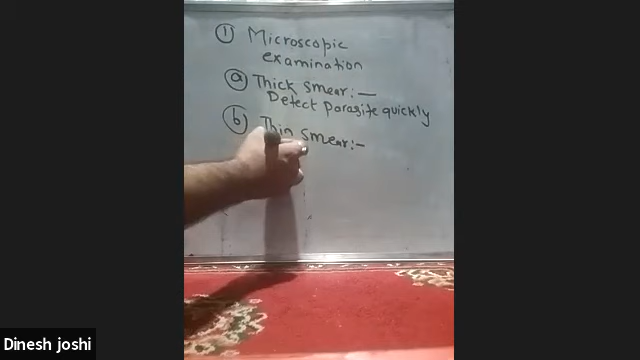 ① Microscopic
examination
ⓐ Thick smear:—
Detect parasite quickly
ⓑ Thin smear:-
Dinesh joshi